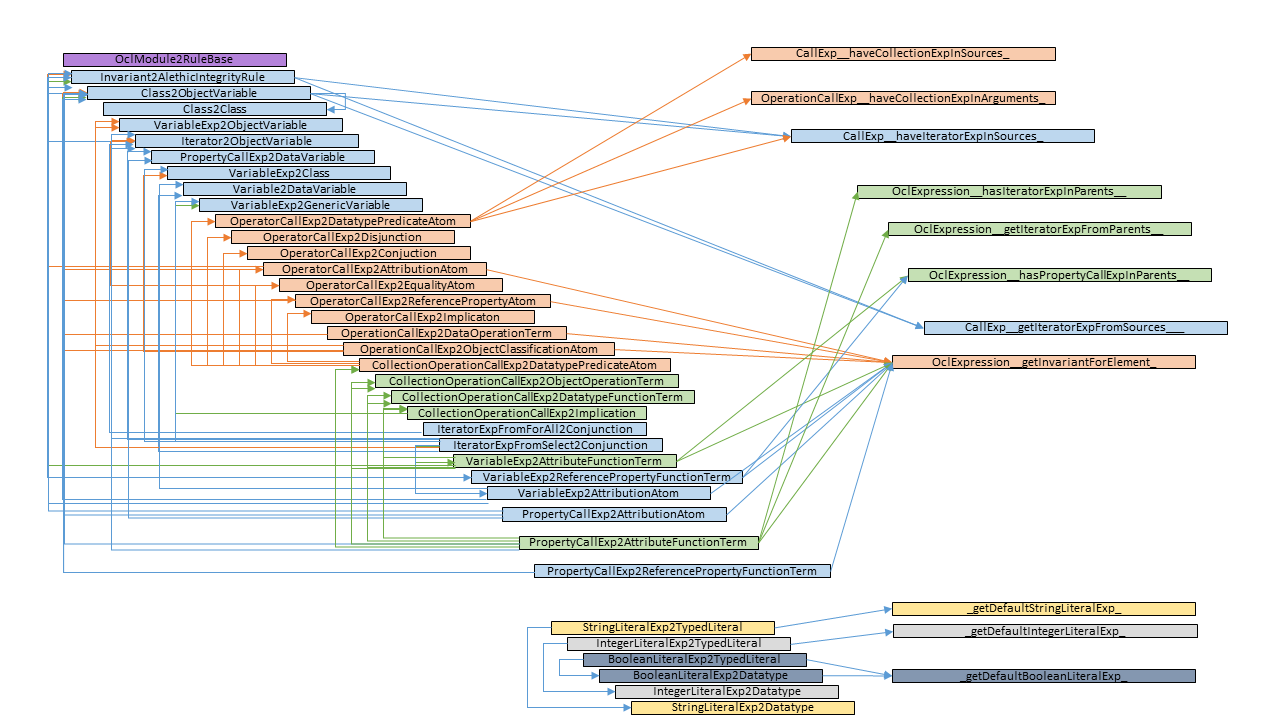 OclModule2RuleBase
Invariant2AlethicIntegrityRule
Class2ObjectVariable
Class2Class
VariableExp2ObjectVariable
Iterator2ObjectVariable
PropertyCallExp2DataVariable
VariableExp2Class
Variable2DataVariable
VariableExp2GenericVariable
OperatorCallExp2DatatypePredicateAtom
OperatorCallExp2Disjunction
OperatorCallExp2Conjuction
OperatorCallExp2AttributionAtom
OperatorCallExp2EqualityAtom
OperatorCallExp2ReferencePropertyAtom
OperatorCallExp2Implicaton
OperationCallExp2DataOperationTerm
OperationCallExp2ObjectClassificationAtom
CollectionOperationCallExp2DatatypePredicateAtom
CollectionOperationCallExp2ObjectOperationTerm
CollectionOperationCallExp2DatatypeFunctionTerm
CollectionOperationCallExp2Implication
IteratorExpFromForAll2Conjunction
IteratorExpFromSelect2Conjunction
VariableExp2AttributeFunctionTerm
VariableExp2ReferencePropertyFunctionTerm
VariableExp2AttributionAtom
PropertyCallExp2AttributionAtom
PropertyCallExp2AttributeFunctionTerm
PropertyCallExp2ReferencePropertyFunctionTerm
CallExp__haveCollectionExpInSources_
OperationCallExp__haveCollectionExpInArguments_
CallExp__haveIteratorExpInSources_
OclExpression__hasIteratorExpInParents__
OclExpression__getIteratorExpFromParents__
OclExpression__hasPropertyCallExpInParents__
CallExp__getIteratorExpFromSources___
OclExpression__getInvariantForElement_
StringLiteralExp2TypedLiteral
IntegerLiteralExp2TypedLiteral
BooleanLiteralExp2TypedLiteral
BooleanLiteralExp2Datatype
IntegerLiteralExp2Datatype
StringLiteralExp2Datatype
_getDefaultStringLiteralExp_
_getDefaultIntegerLiteralExp_
_getDefaultBooleanLiteralExp_